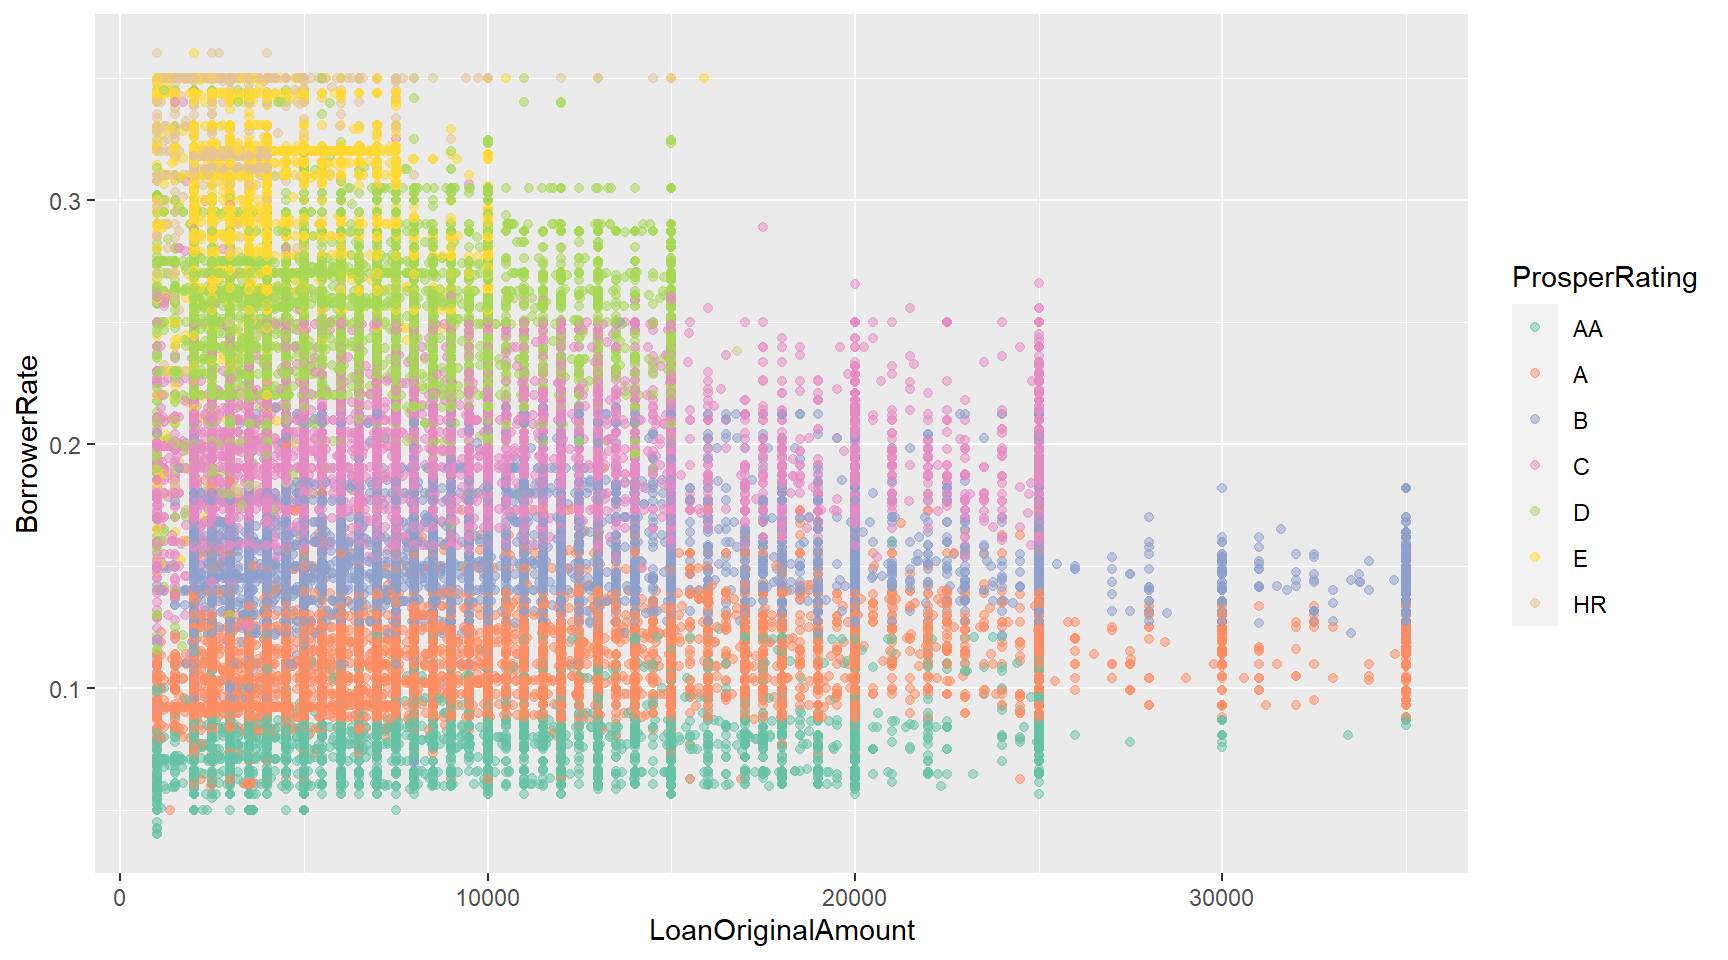 0.3
0.2
0.1
BorrowerRate
0
10000
20000
30000
LoanOriginalAmount
ProsperRating
AA
A
B
C
D
E
HR